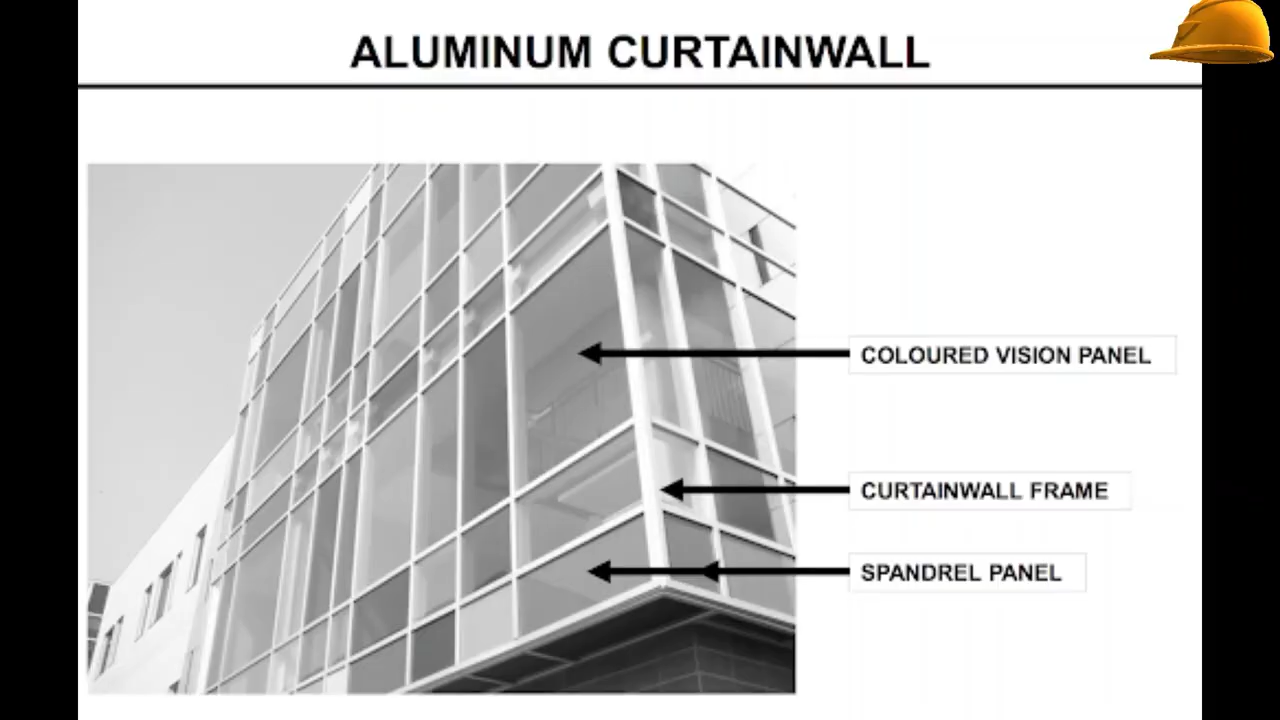 ALUMINUM CURTAINWALL
COLOURED VISION PANEL
CURTAINWALL FRAME
SPANDREL PANEL